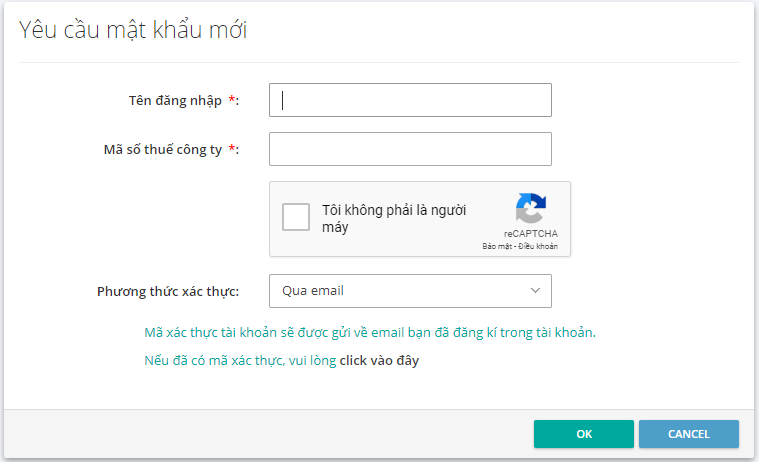 Yêu cầu mật khẩu mới
Tên đăng nhập *:
Mã số thuế công ty *:
Tôi không phải là người
máy
reCAPTCHA
Bảo mật - Điều khoản
Phương thức xác thực:
Qua email
Mã xác thực tài khoản sẽ được gửi về email bạn đã đăng kí trong tài khoản.
Nếu đã có mã xác thực, vui lòng click vào đây
OK
CANCEL